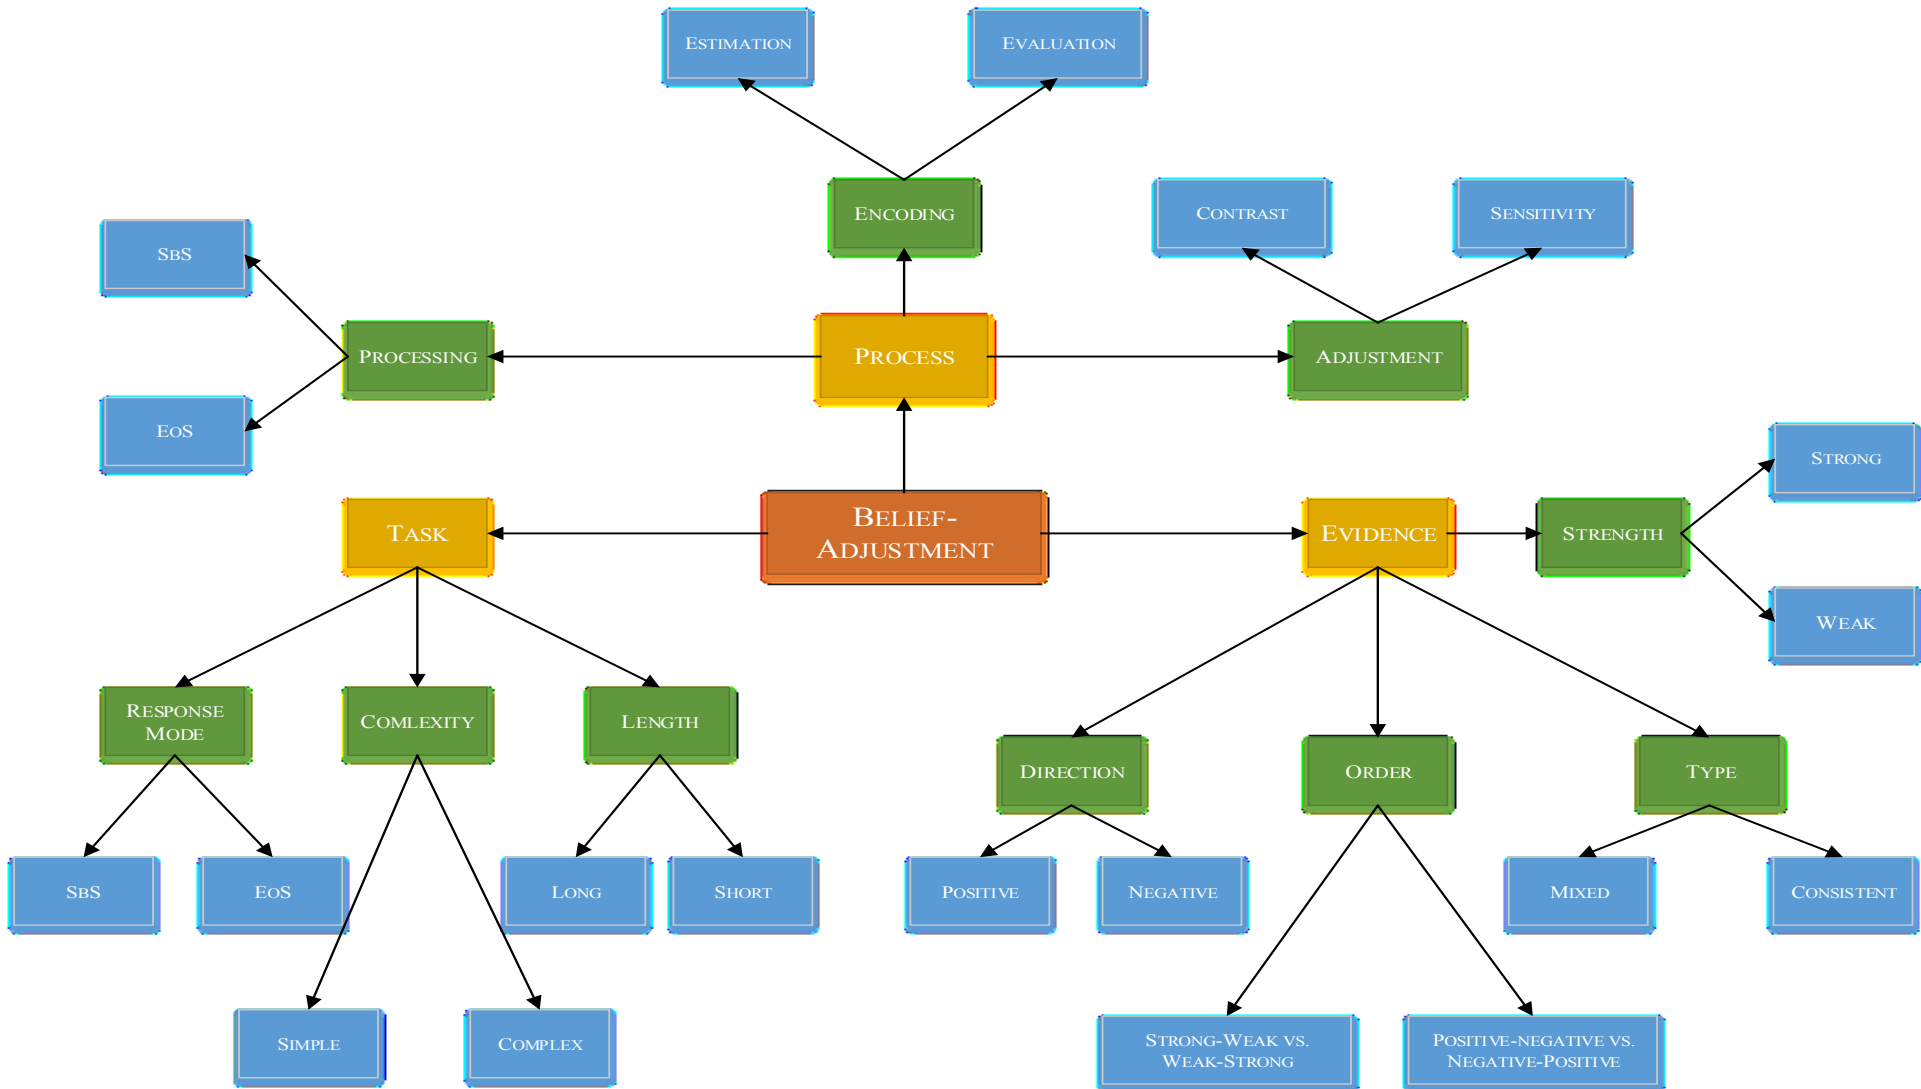 Estimation
Evaluation
Encoding
Contrast
Sensitivity
SbS
Processing
Process
Adjustment
EoS
Strong
Task
Belief-
Adjustment
Evidence
Strength
Weak
Response
Mode
Comlexity
Length
Direction
Order
Type
SbS
EoS
Long
Short
Positive
Negative
Mixed
Consistent
Simple
Complex
Strong-Weak vs.
Weak-Strong
Positive-negative vs.
Negative-Positive